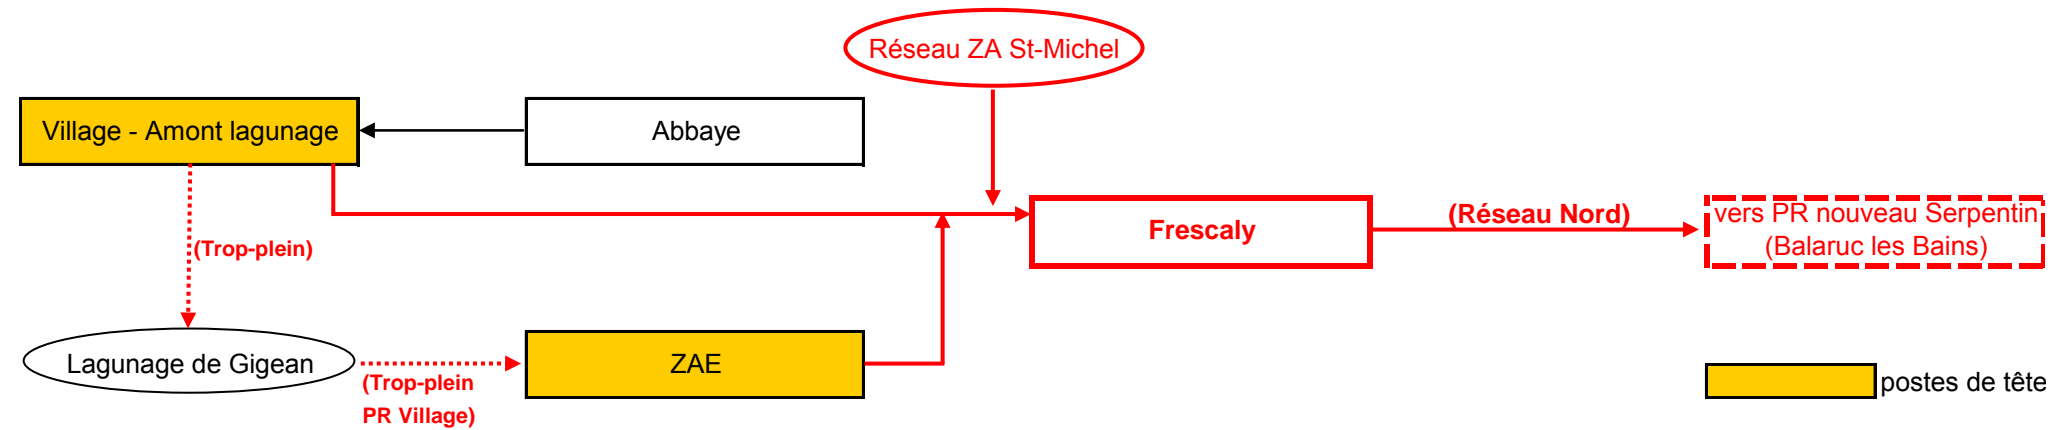 Réseau ZA St-Michel
Village - Amont lagunage
Abbaye
(Réseau Nord)
vers PR nouveau Serpentin
(Balaruc les Bains)
Frescaly
(Trop-plein)
Lagunage de Gigean
(Trop-plein
PR Village)
ZAE
postes de tête